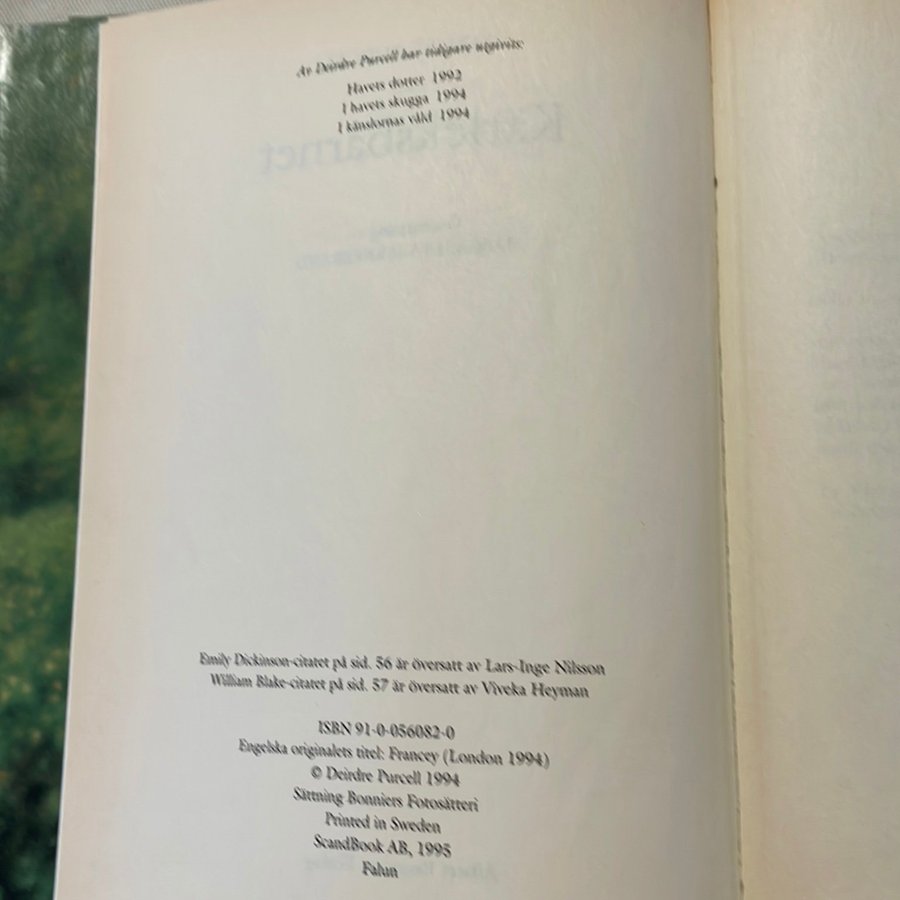 Av Deirdre Purcell har tidigare utgivits:
Havets dotter 1992
I havets skugga 1994
I känslornas våld 1994
Kärleksbarnet
Emily Dickinson-citatet på sid. 56 är översatt av Lars-Inge Nilsson
William Blake-citatet på sid. 57 är översatt av Viveka Heyman
ISBN 91-0-056082-0
Engelska originalets titel: Francey (London 1994)
© Deirdre Purcell 1994
Sättning Bonniers Fotosätteri
Printed in Sweden
ScandBook AB, 1995
Falun